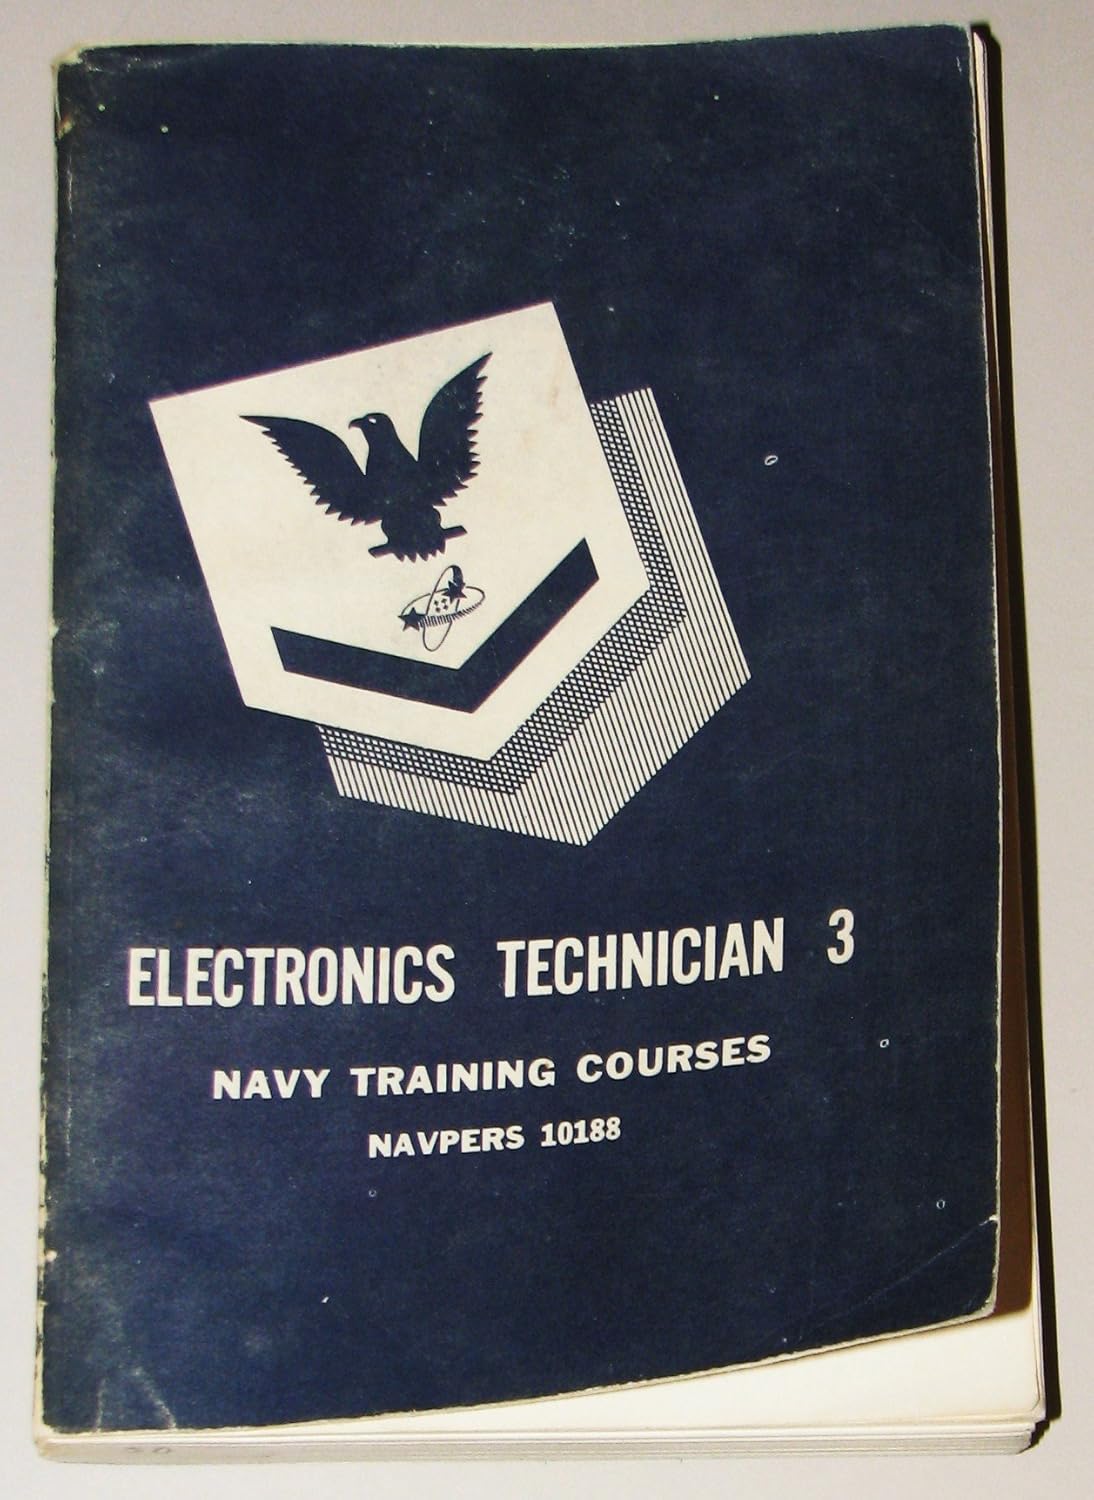 ELECTRONICS TECHNICIAN 3
NAVY TRAINING COURSES
NAVPERS 10188